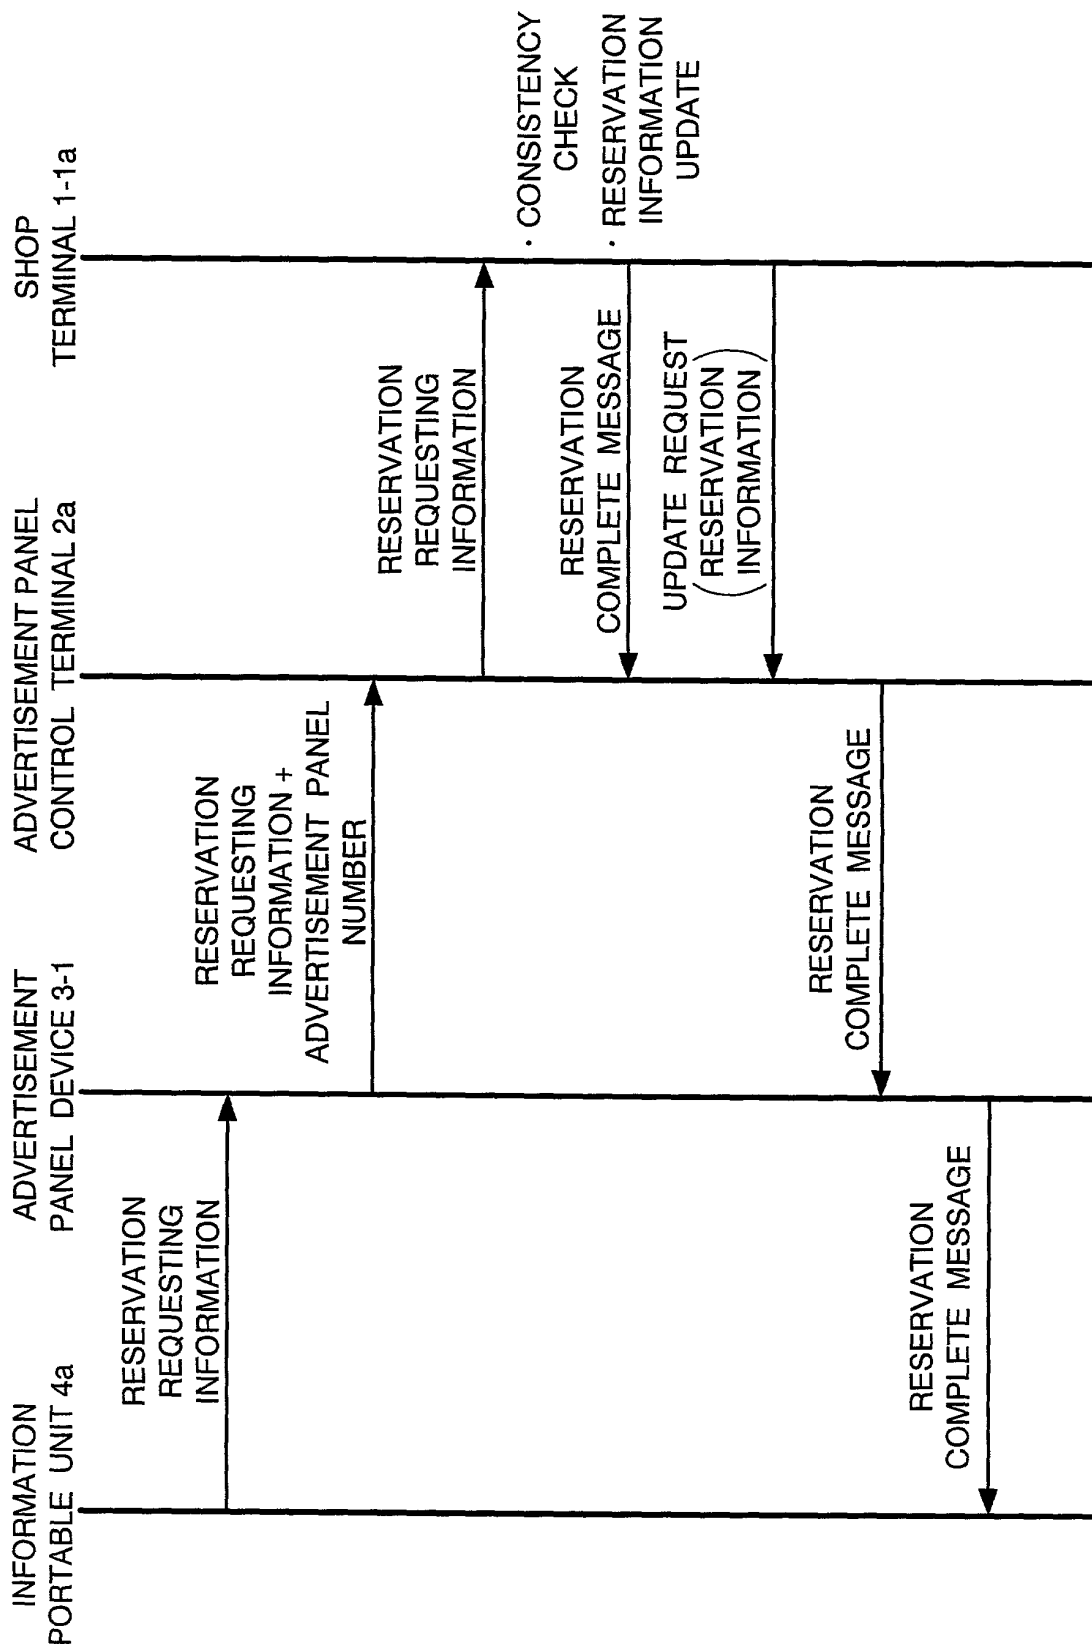 INFORMATION
PORTABLE UNIT 4a
ADVERTISEMENT
PANEL DEVICE 3-1
ADVERTISEMENT PANEL
CONTROL TERMINAL 2a
SHOP
TERMINAL 1-1a
RESERVATION
REQUESTING
INFORMATION
RESERVATION
REQUESTING
INFORMATION +
ADVERTISEMENT PANEL
NUMBER
RESERVATION
REQUESTING
INFORMATION
· CONSISTENCY
CHECK
· RESERVATION
INFORMATION
UPDATE
RESERVATION
COMPLETE MESSAGE
UPDATE REQUEST
(RESERVATION
INFORMATION)
RESERVATION
COMPLETE MESSAGE
RESERVATION
COMPLETE MESSAGE